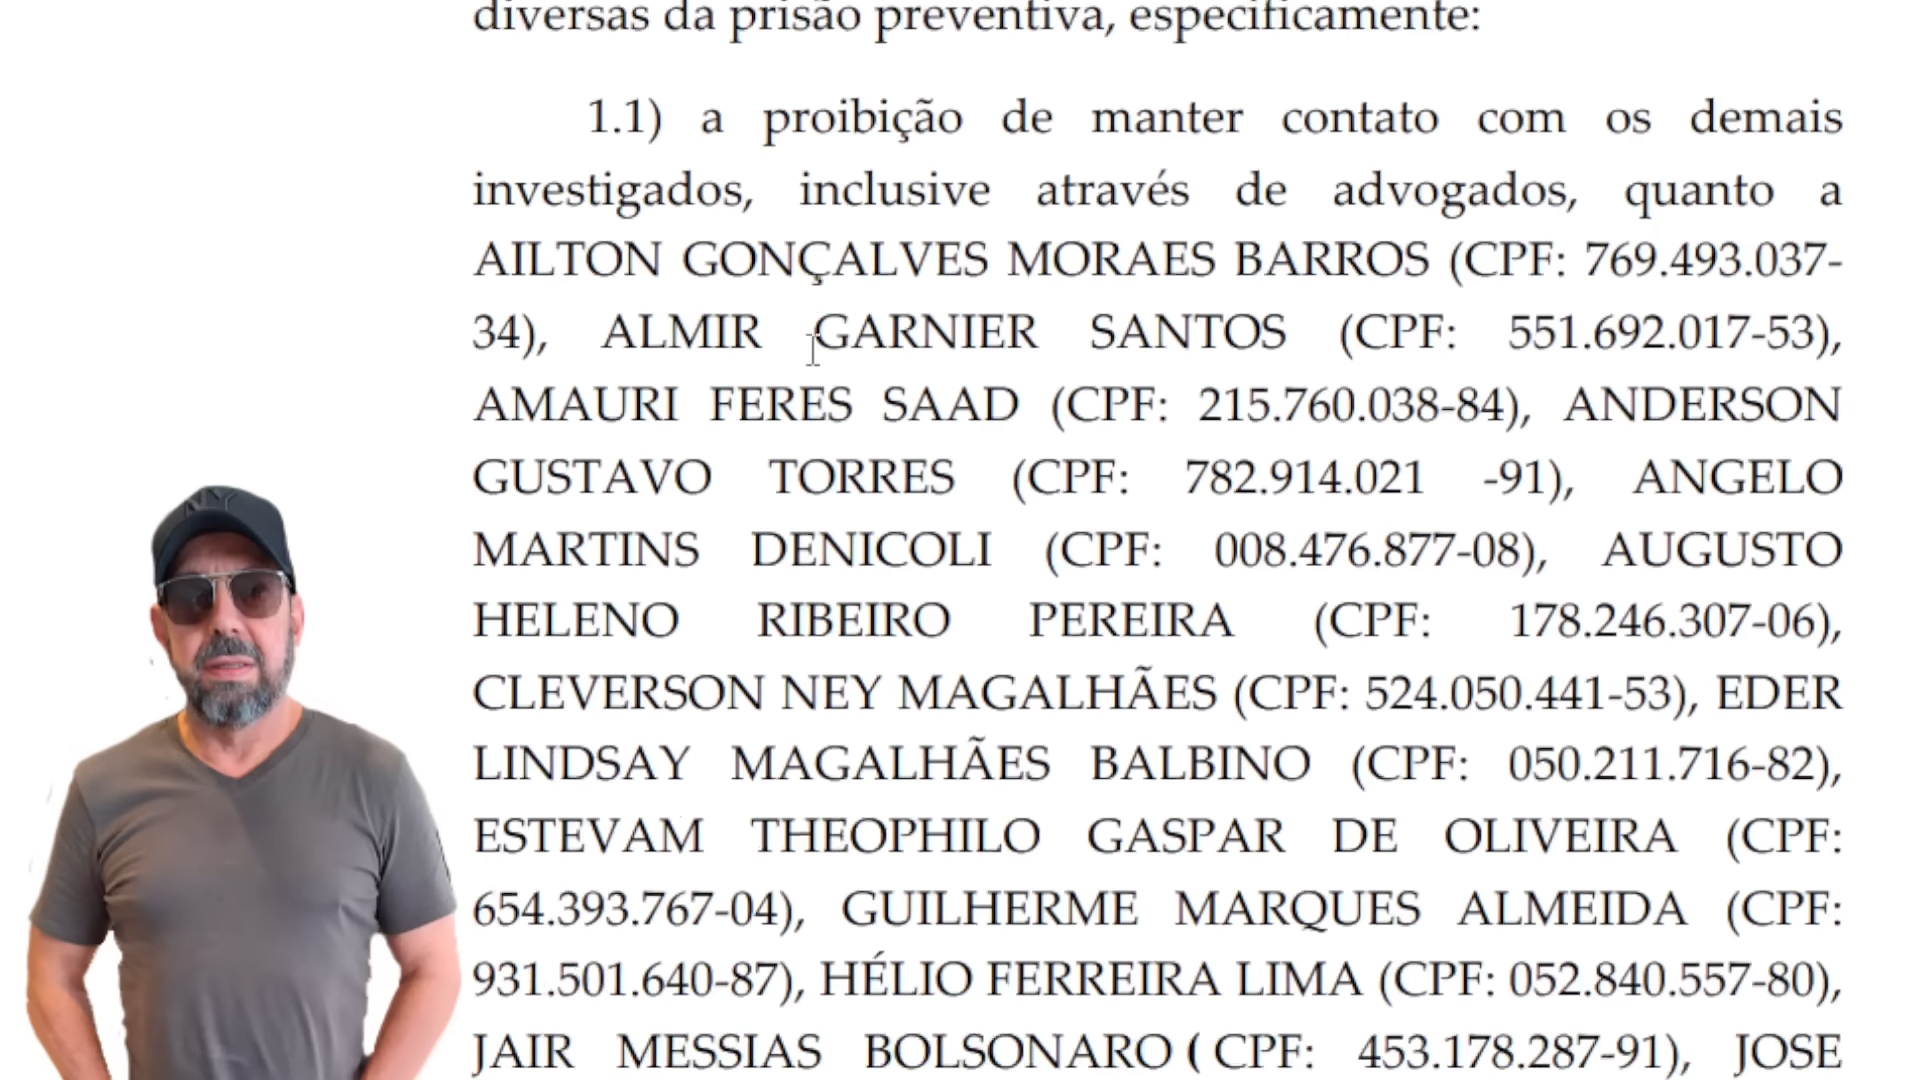 diversas da prisão preventiva, especificamente:
1.1) a proibição de manter contato com os demais
investigados, inclusive através de advogados, quanto a
AILTON GONÇALVES MORAES BARROS (CPF: 769.493.037-
34), ALMIR GARNIER SANTOS (CPF: 551.692.017-53),
AMAURI FERES SAAD (CPF: 215.760.038-84), ANDERSON
GUSTAVO TORRES (CPF: 782.914.021 -91), ANGELO
MARTINS DENICOLI (CPF: 008.476.877-08), AUGUSTO
HELENO RIBEIRO PEREIRA (CPF: 178.246.307-06),
CLEVERSON NEY MAGALHÃES (CPF: 524.050.441-53), EDER
LINDSAY MAGALHÃES BALBINO (CPF: 050.211.716-82),
ESTEVAM THEOPHILO GASPAR DE OLIVEIRA (CPF:
654.393.767-04), GUILHERME MARQUES ALMEIDA (CPF:
931.501.640-87), HÉLIO FERREIRA LIMA (CPF: 052.840.557-80),
JAIR MESSIAS BOLSONARO ( CPF: 453.178.287-91), JOSE
NY